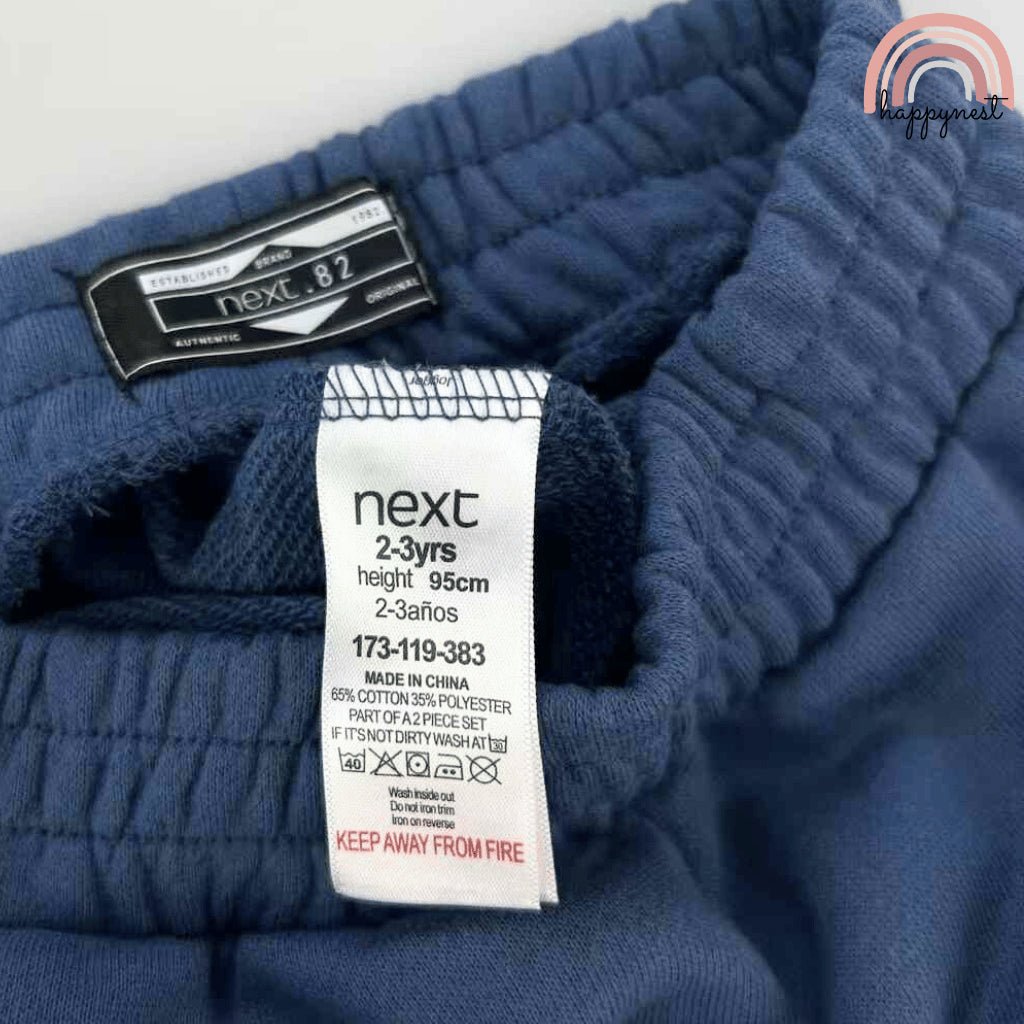 happynest
ESTABLISHED
BRAND
1982
next.82
AUTHENTIC
ORIGINAL
Jogger
next
2-3yrs
height 95cm
2-3años
173-119-383
MADE IN CHINA
65% COTTON 35% POLYESTER
PART OF A 2 PIECE SET
IF IT'S NOT DIRTY WASH AT 30
40
Wash inside out
Do not iron trim
Iron on reverse
KEEP AWAY FROM FIRE